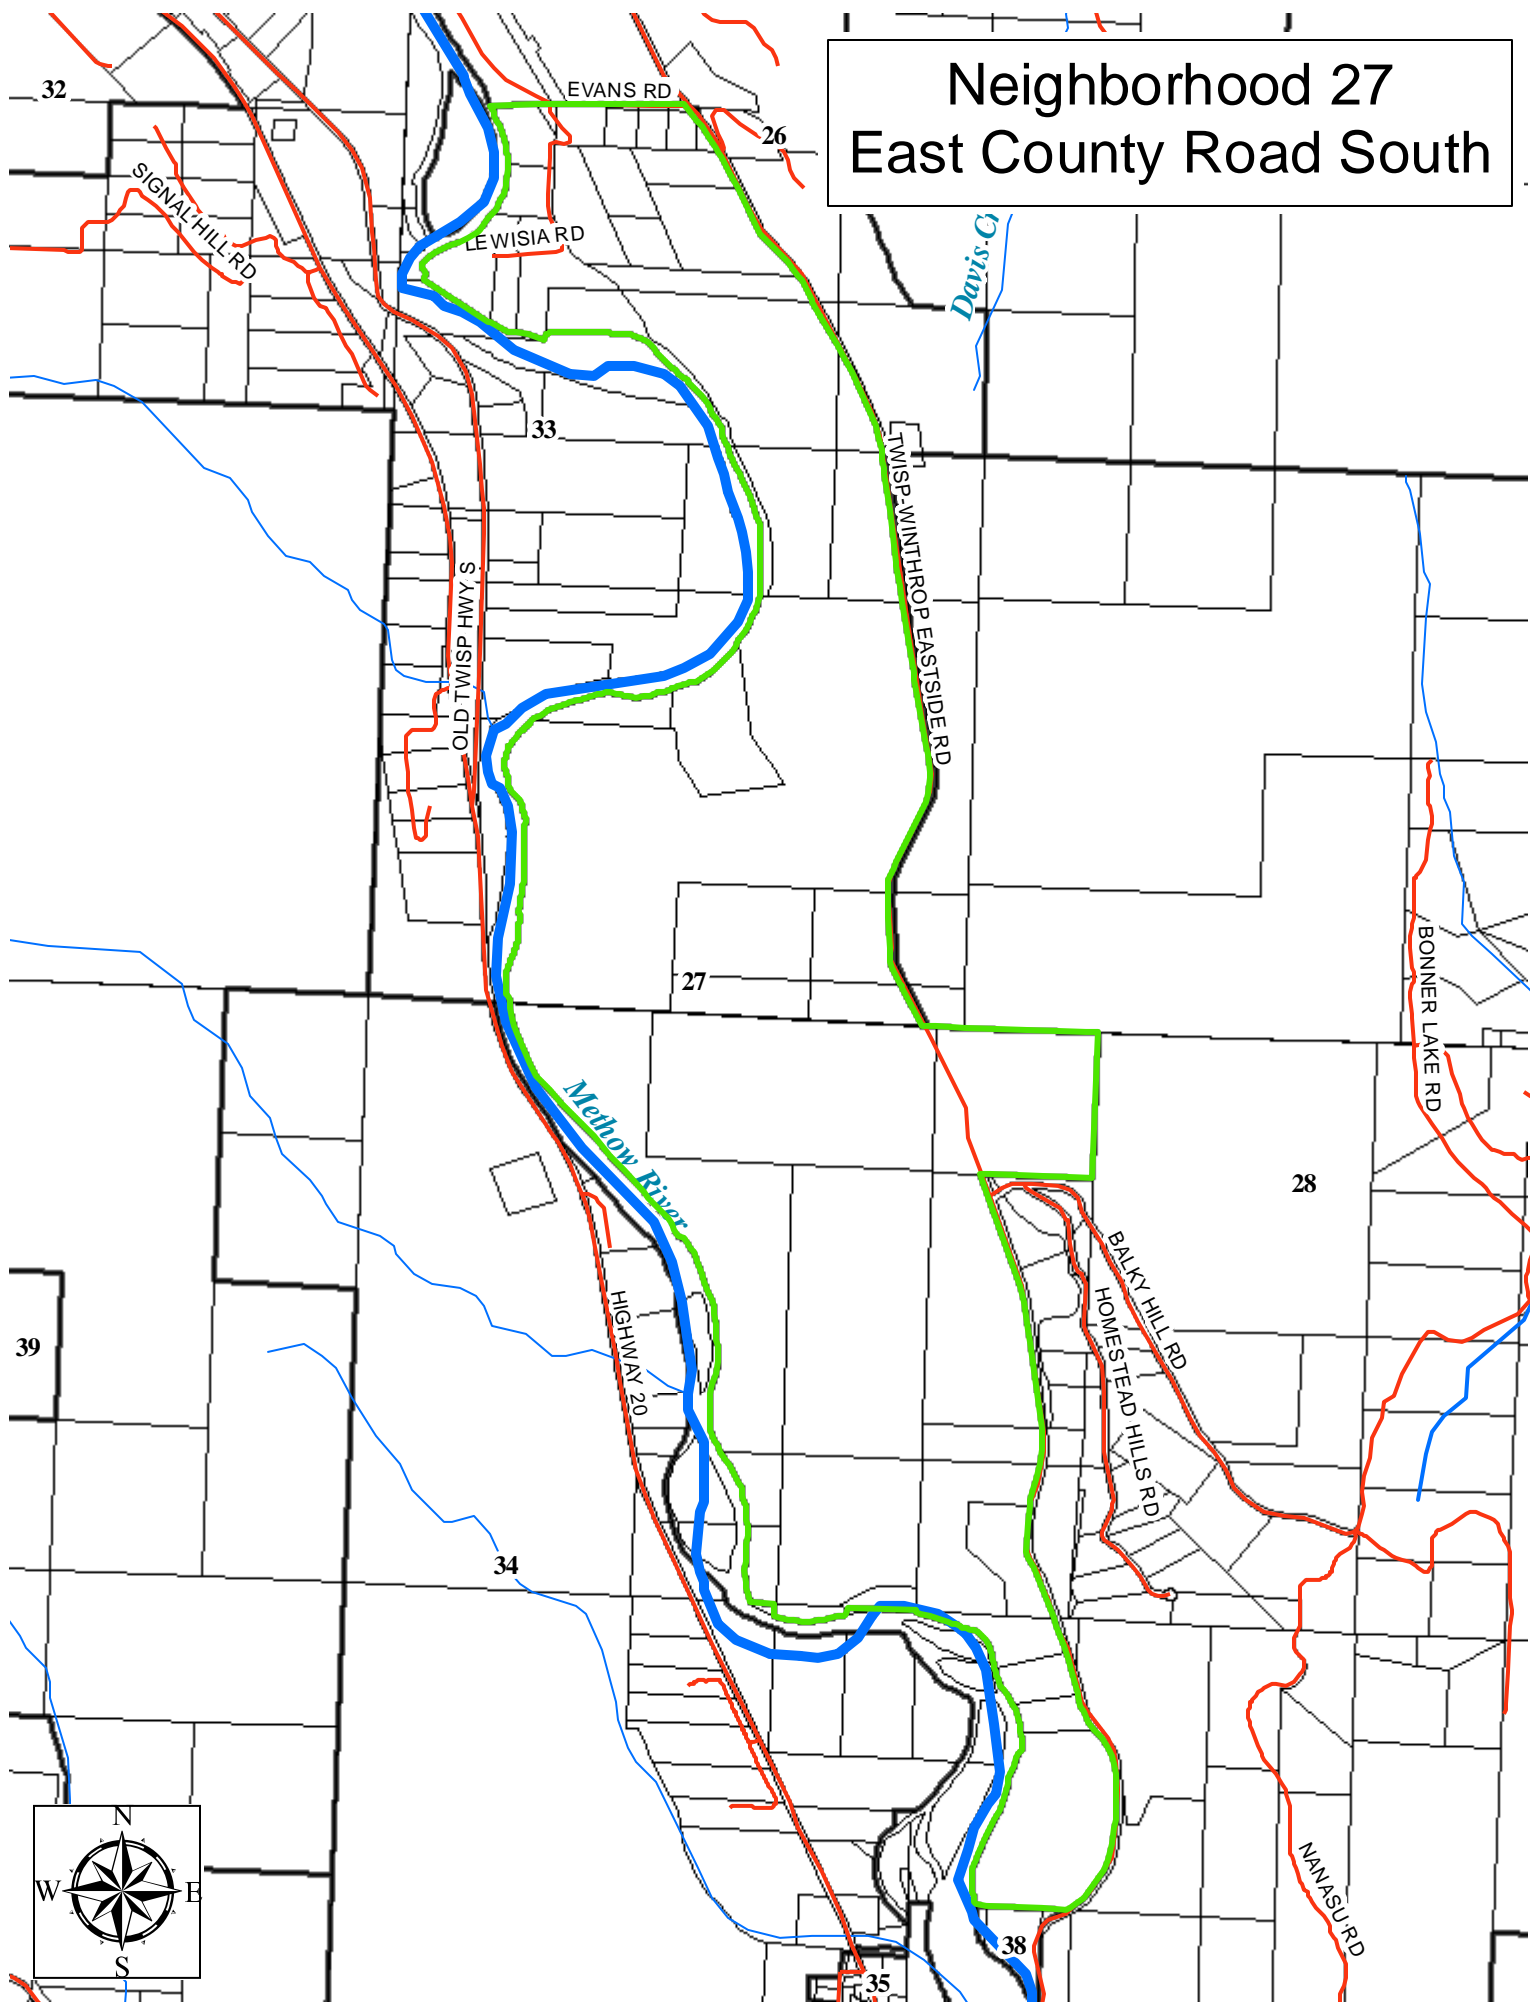 Neighborhood 27
East County Road South
32
EVANS RD
26
SIGNAL HILL RD
LEWISIA RD
Davis Cr
33
TWISP-WINTHROP EASTSIDE RD
OLD TWISP HWY S
27
BONNER LAKE RD
Methow River
28
BALKY HILL RD
HOMESTEAD HILLS RD
HIGHWAY 20
39
34
NANASU RD
N
W
E
S
38
35